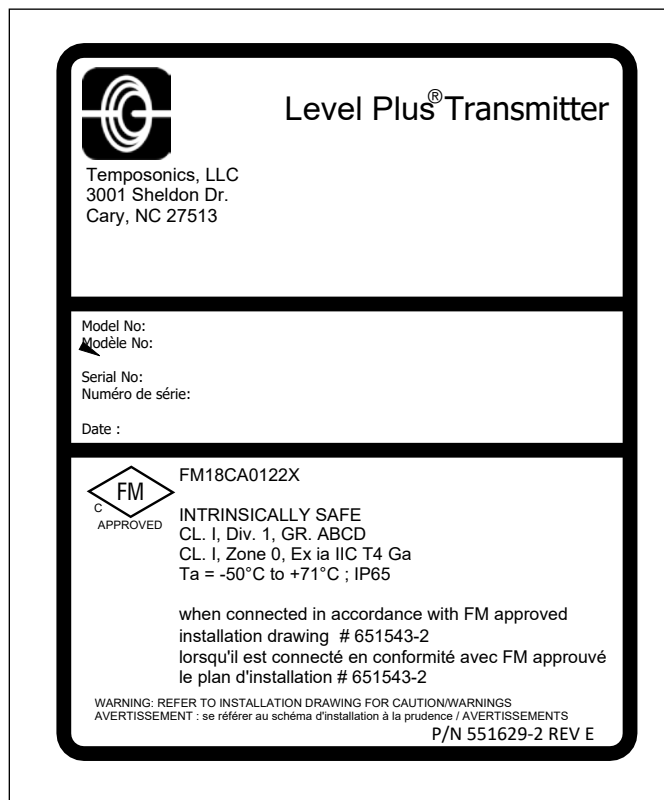 Level Plus® Transmitter
Temposonics, LLC
3001 Sheldon Dr.
Cary, NC 27513
Model No:
Modèle No:
Serial No:
Numéro de série:
Date :
FM
C
APPROVED
FM18CA0122X
INTRINSICALLY SAFE
CL. I, Div. 1, GR. ABCD
CL. I, Zone 0, Ex ia IIC T4 Ga
Ta = -50°C to +71°C ; IP65
when connected in accordance with FM approved
installation drawing # 651543-2
lorsqu'il est connecté en conformité avec FM approuvé
le plan d'installation # 651543-2
WARNING: REFER TO INSTALLATION DRAWING FOR CAUTION/WARNINGS
AVERTISSEMENT : se référer au schéma d'installation à la prudence / AVERTISSEMENTS
P/N 551629-2 REV E